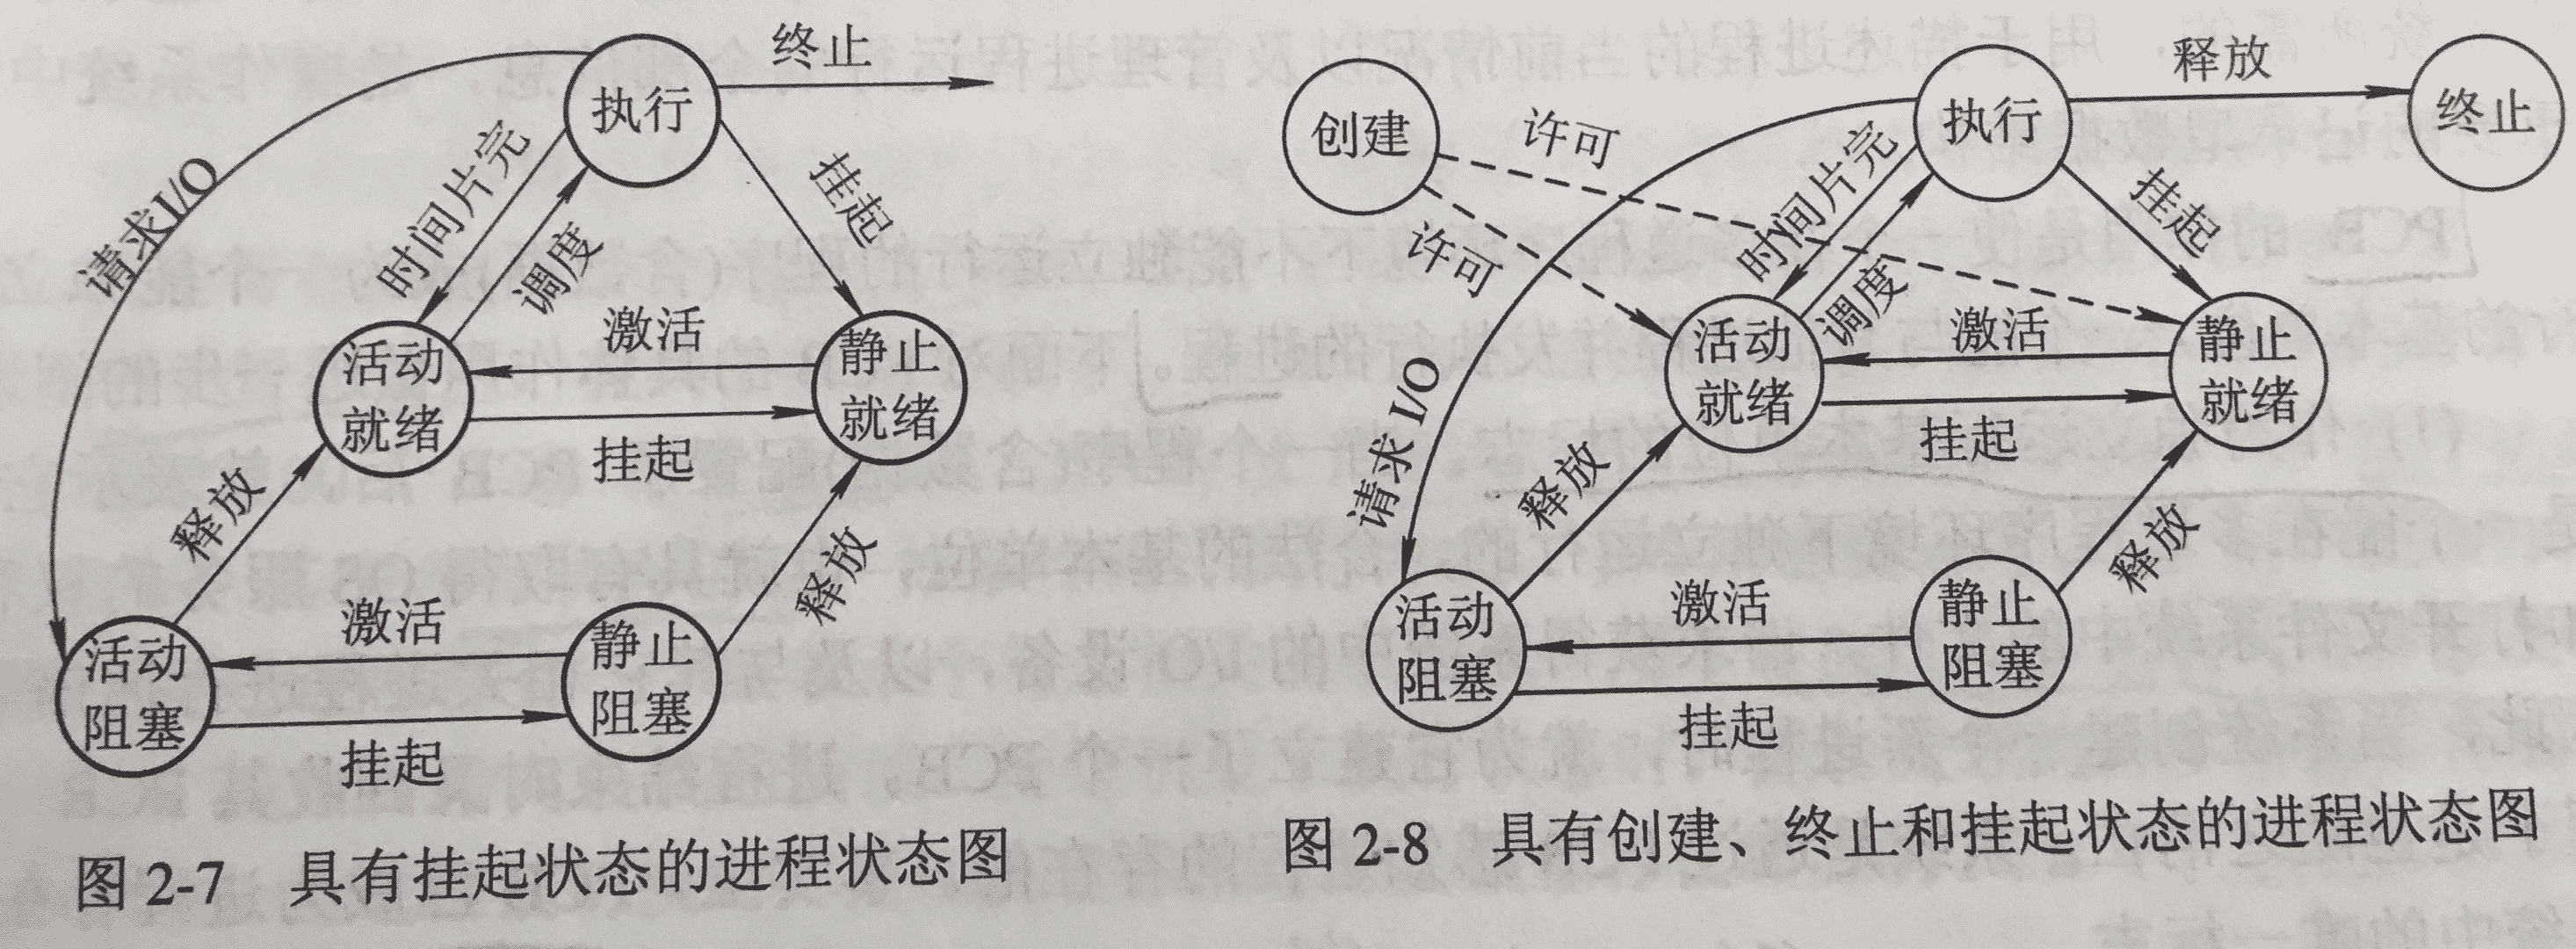 执行
终止
请求I/O
时间片完
调度
挂起
活动
就绪
激活
挂起
静止
就绪
释放
释放
活动
阻塞
激活
挂起
静止
阻塞
图 2-7 具有挂起状态的进程状态图
创建
许可
许可
执行
释放
终止
请求 I/O
时间片完
调度
挂起
活动
就绪
激活
挂起
静止
就绪
释放
释放
活动
阻塞
激活
挂起
静止
阻塞
图 2-8 具有创建、终止和挂起状态的进程状态图